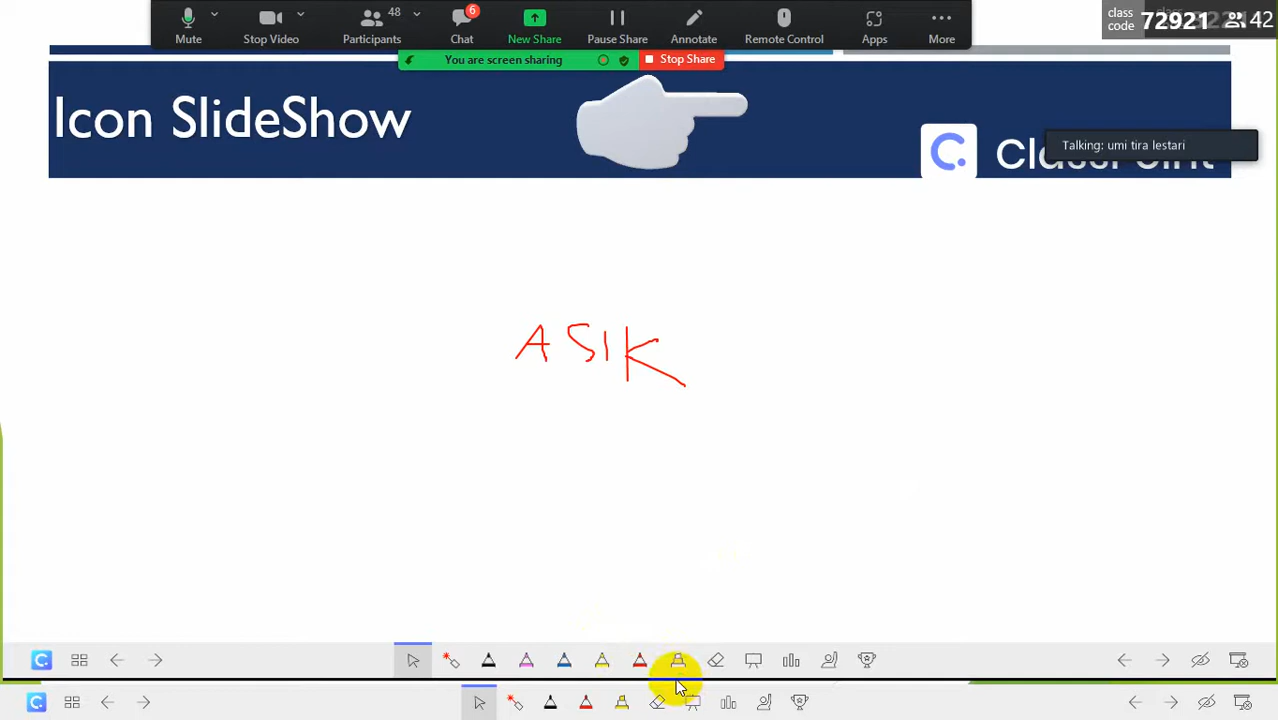 48
6
Mute
Stop Video
Participants
Chat
New Share
Pause Share
Annotate
Remote Control
Apps
More
class code 72921
42
You are screen sharing
Stop Share
Icon SlideShow
Talking: umi tira lestari
ASIK